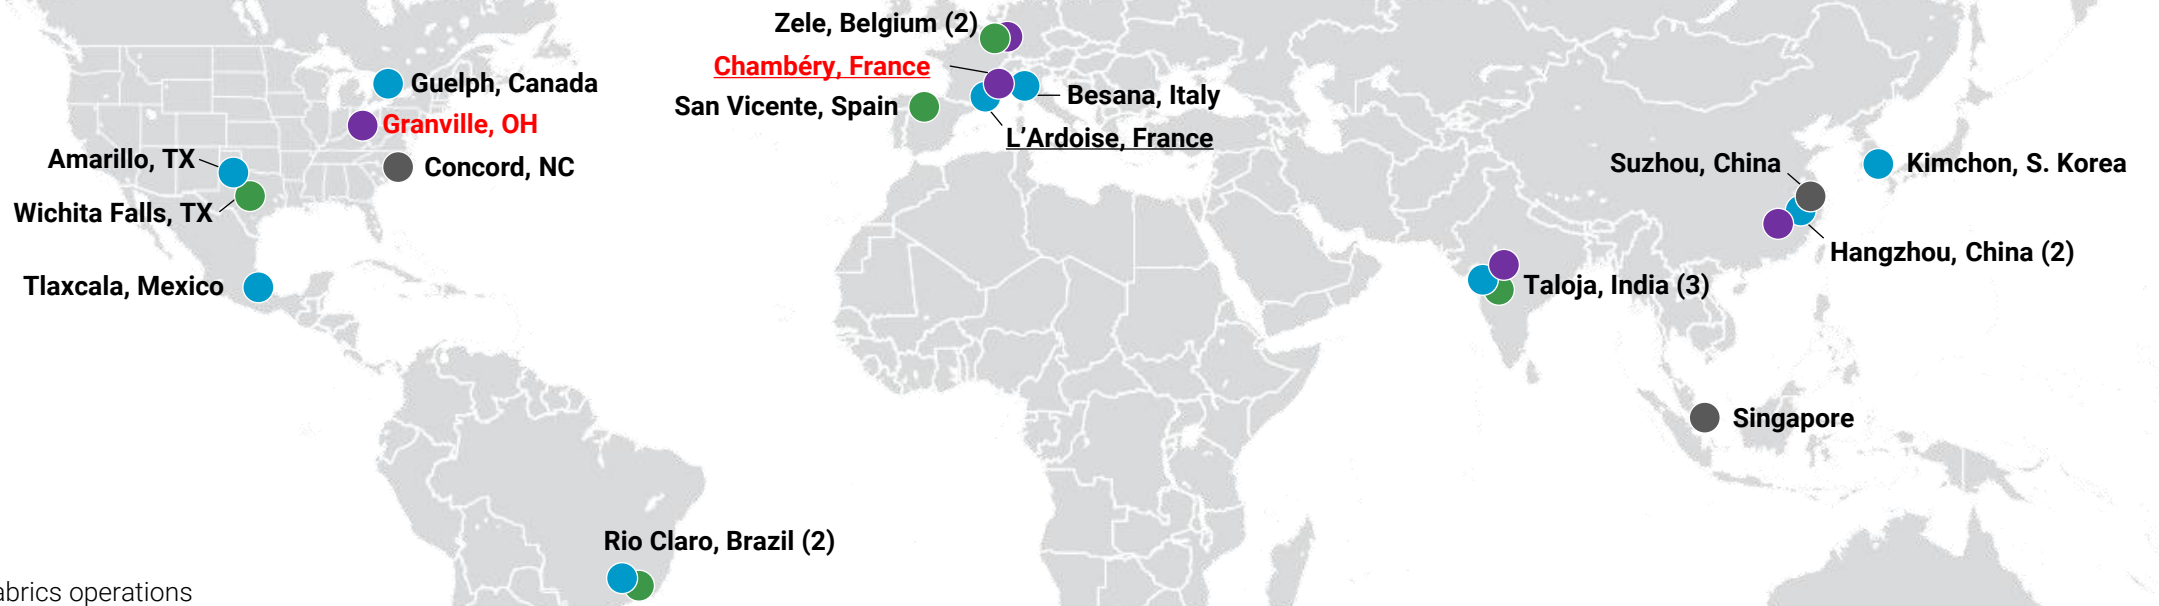 Zele, Belgium (2)
Chambéry, France
San Vicente, Spain
Besana, Italy
L’Ardoise, France
Guelph, Canada
Granville, OH
Amarillo, TX
Concord, NC
Wichita Falls, TX
Tlaxcala, Mexico
Suzhou, China
Kimchon, S. Korea
Hangzhou, China (2)
Taloja, India (3)
Singapore
Rio Claro, Brazil (2)
abrics operations